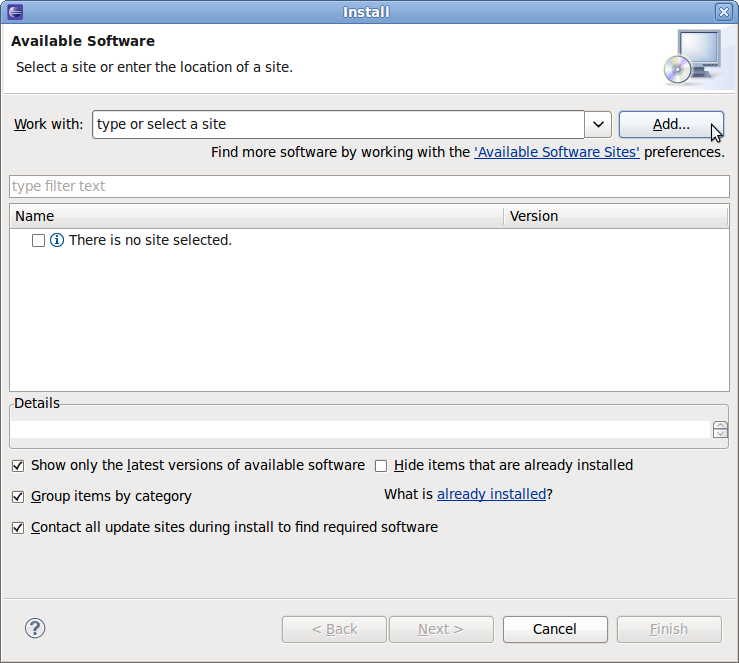 Install
Available Software
Select a site or enter the location of a site.
Work with: type or select a site Add...
Find more software by working with the 'Available Software Sites' preferences.
type filter text
Name Version
There is no site selected.
Details
Show only the latest versions of available software Hide items that are already installed
Group items by category What is already installed?
Contact all update sites during install to find required software
? < Back Next > Cancel Finish